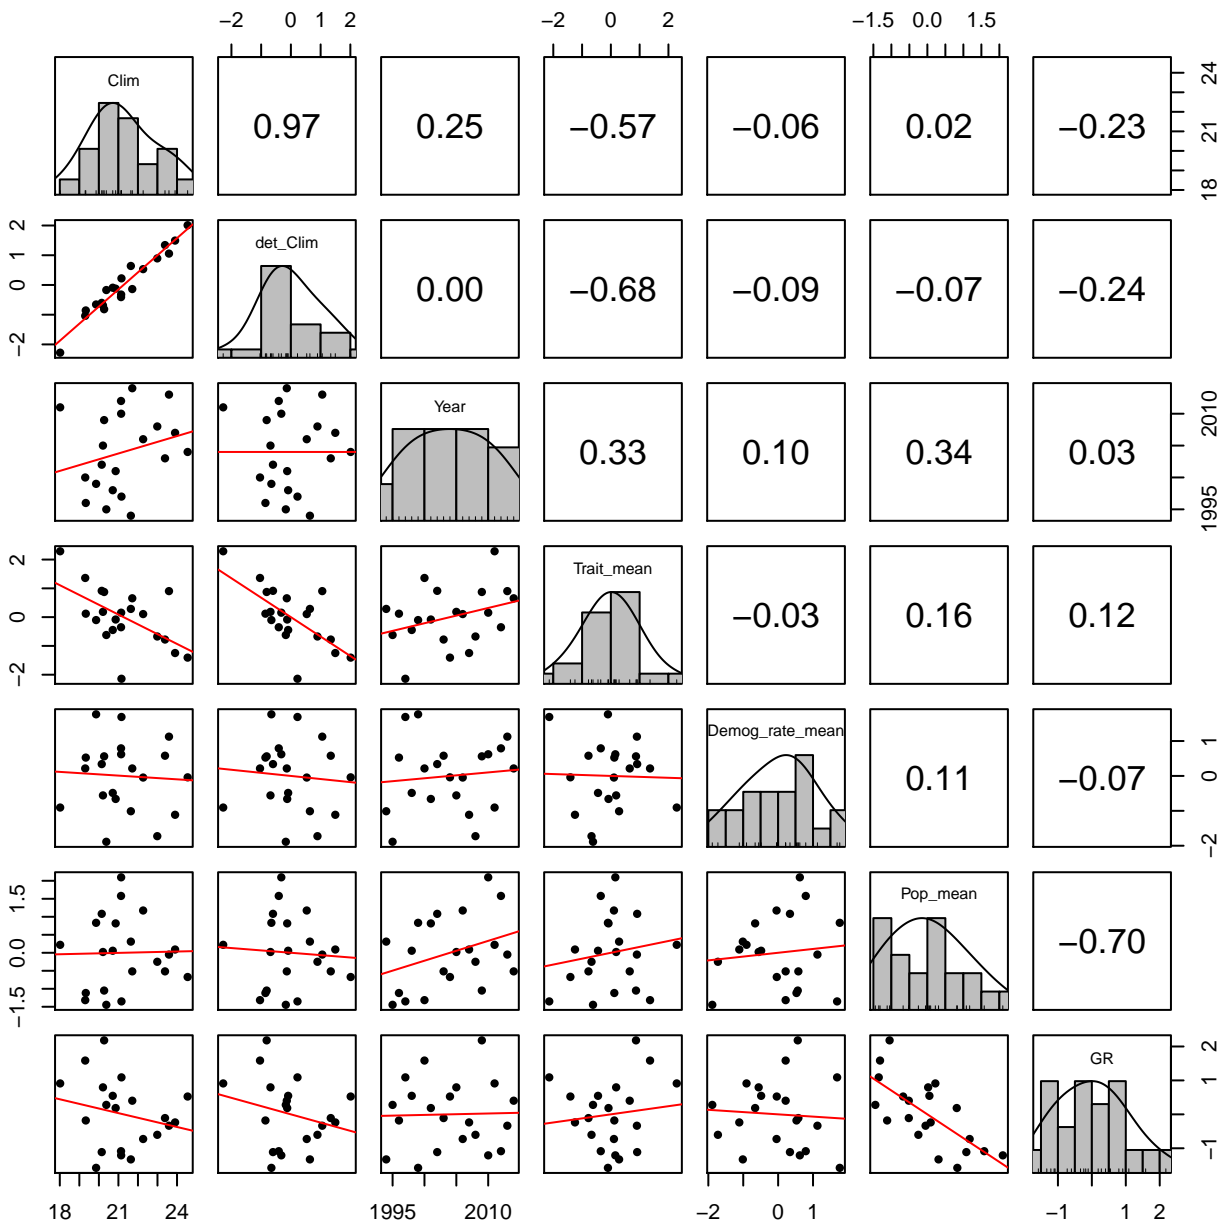 −2 0 1 2 −2 0 2 −1.5 0.0 1.5
Clim 0.97 0.25 −0.57 −0.06 0.02 −0.23 18 21 24
−2 0 1 2 det_Clim 0.00 −0.68 −0.09 −0.07 −0.24
Year 0.33 0.10 0.34 0.03 1995 2010
−2 0 1 2 Trait_mean −0.03 0.16 0.12
Demog_rate_mean 0.11 −0.07 −2 0 1
−1.5 0.0 1.5 Pop_mean −0.70
GR −1 1 2
18 21 24 1995 2010 −2 0 1 −1 1 2